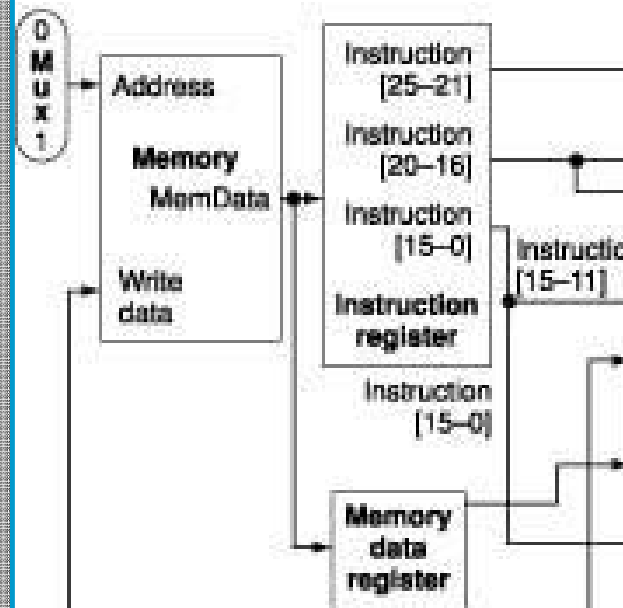 0
M
u
x
1
Address
Memory
MemData
Write
data
Instruction
[25–21]
Instruction
[20–16]
Instruction
[15–0]
Instruction
register
Instructio
[15–11]
Instruction
[15–0]
Memory
data
register